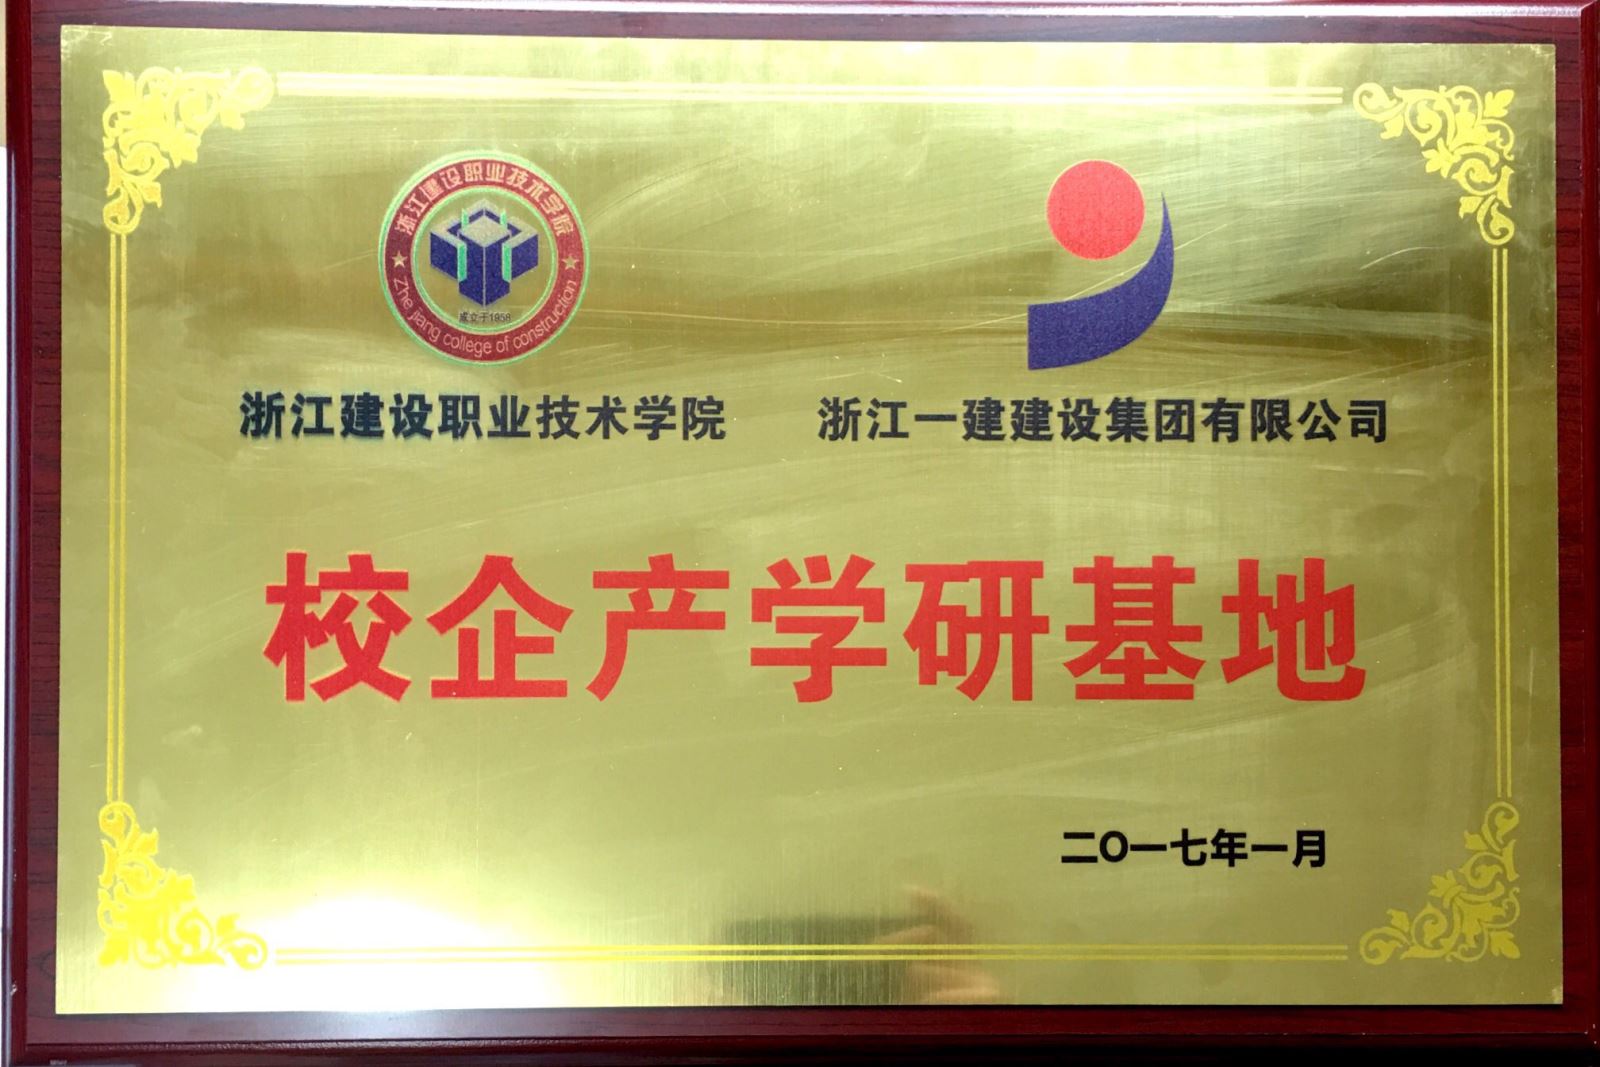 浙江建设职业技术学院
成立于1958
Zhe jiang college of construction
浙江建设职业技术学院 浙江一建建设集团有限公司
校企产学研基地
二〇一七年一月